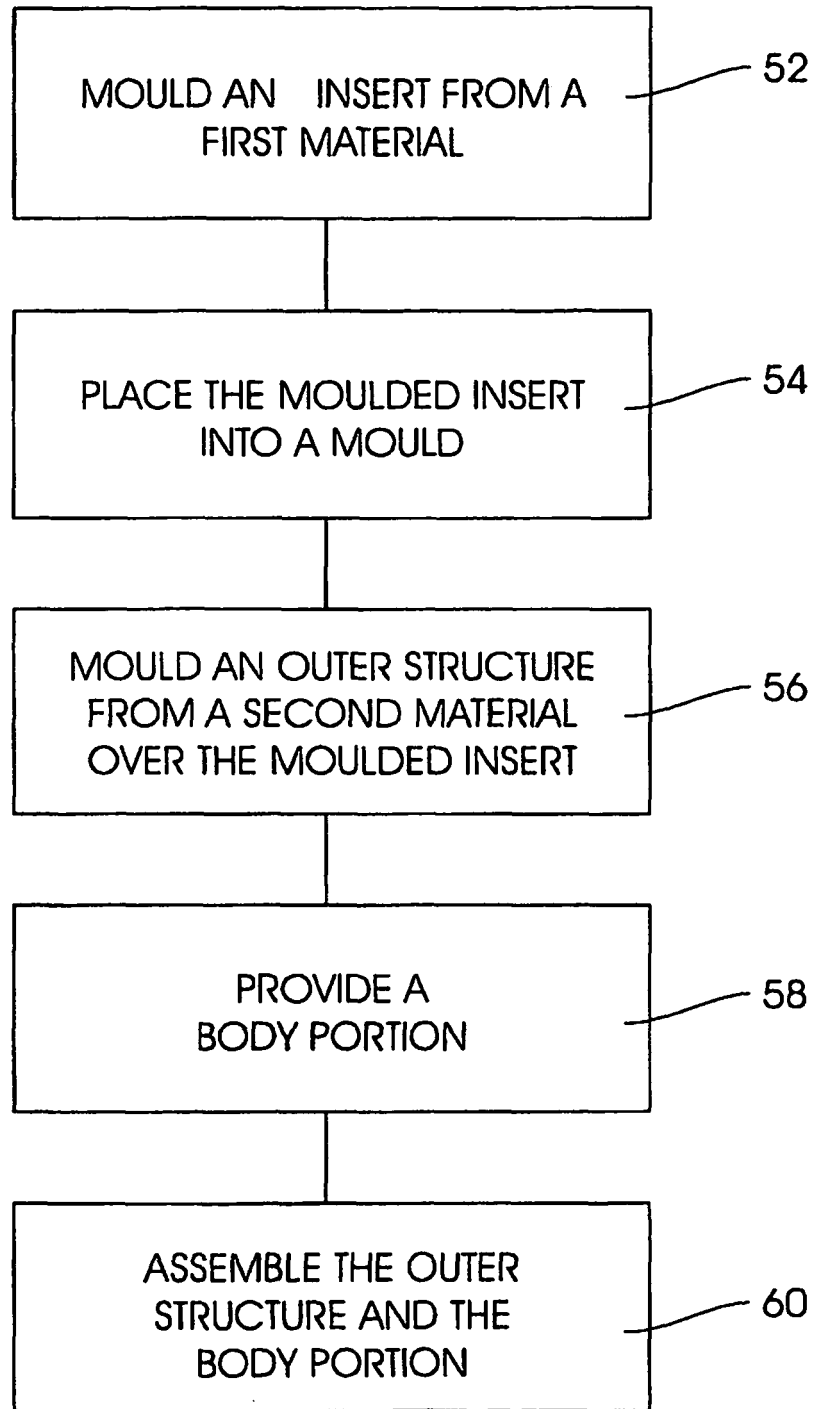 MOULD AN INSERT FROM A
FIRST MATERIAL
52
PLACE THE MOULDED INSERT
INTO A MOULD
54
MOULD AN OUTER STRUCTURE
FROM A SECOND MATERIAL
OVER THE MOULDED INSERT
56
PROVIDE A
BODY PORTION
58
ASSEMBLE THE OUTER
STRUCTURE AND THE
BODY PORTION
60